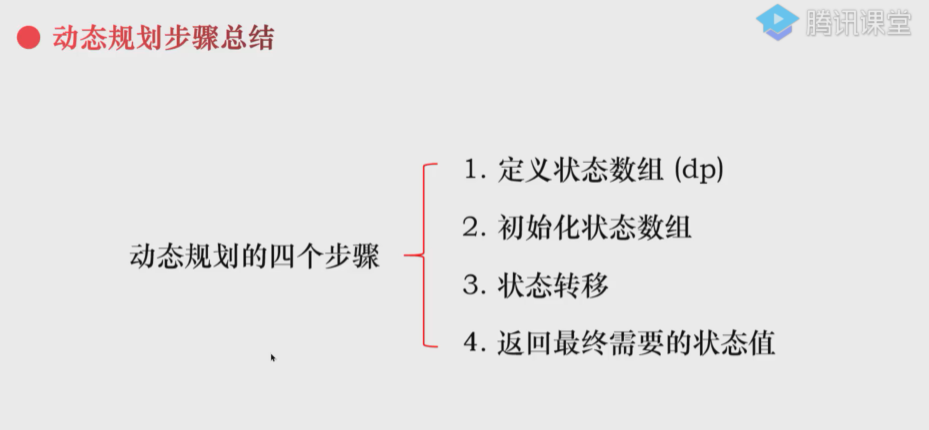 动态规划步骤总结
腾讯课堂
动态规划的四个步骤
1. 定义状态数组 (dp)
2. 初始化状态数组
3. 状态转移
4. 返回最终需要的状态值